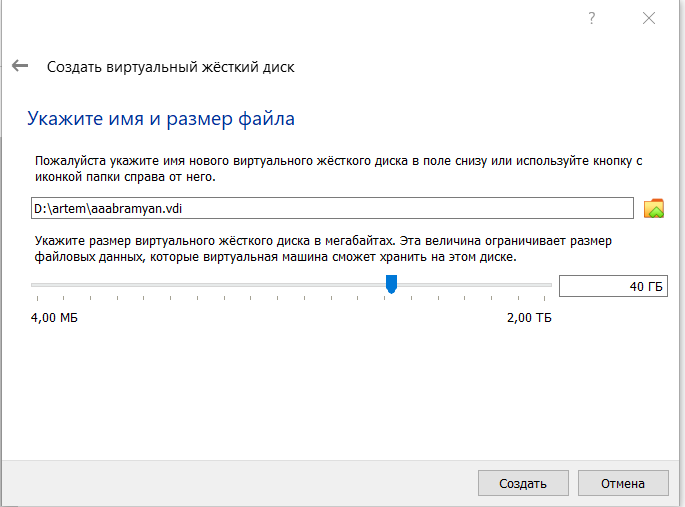 ?
Создать виртуальный жёсткий диск
Укажите имя и размер файла
Пожалуйста укажите имя нового виртуального жёсткого диска в поле снизу или используйте кнопку с
иконкой папки справа от него.
D:\artem\aaabramyan.vdi
Укажите размер виртуального жёсткого диска в мегабайтах. Эта величина ограничивает размер
файловых данных, которые виртуальная машина сможет хранить на этом диске.
40 ГБ
4,00 МБ 2,00 ТБ
Создать Отмена